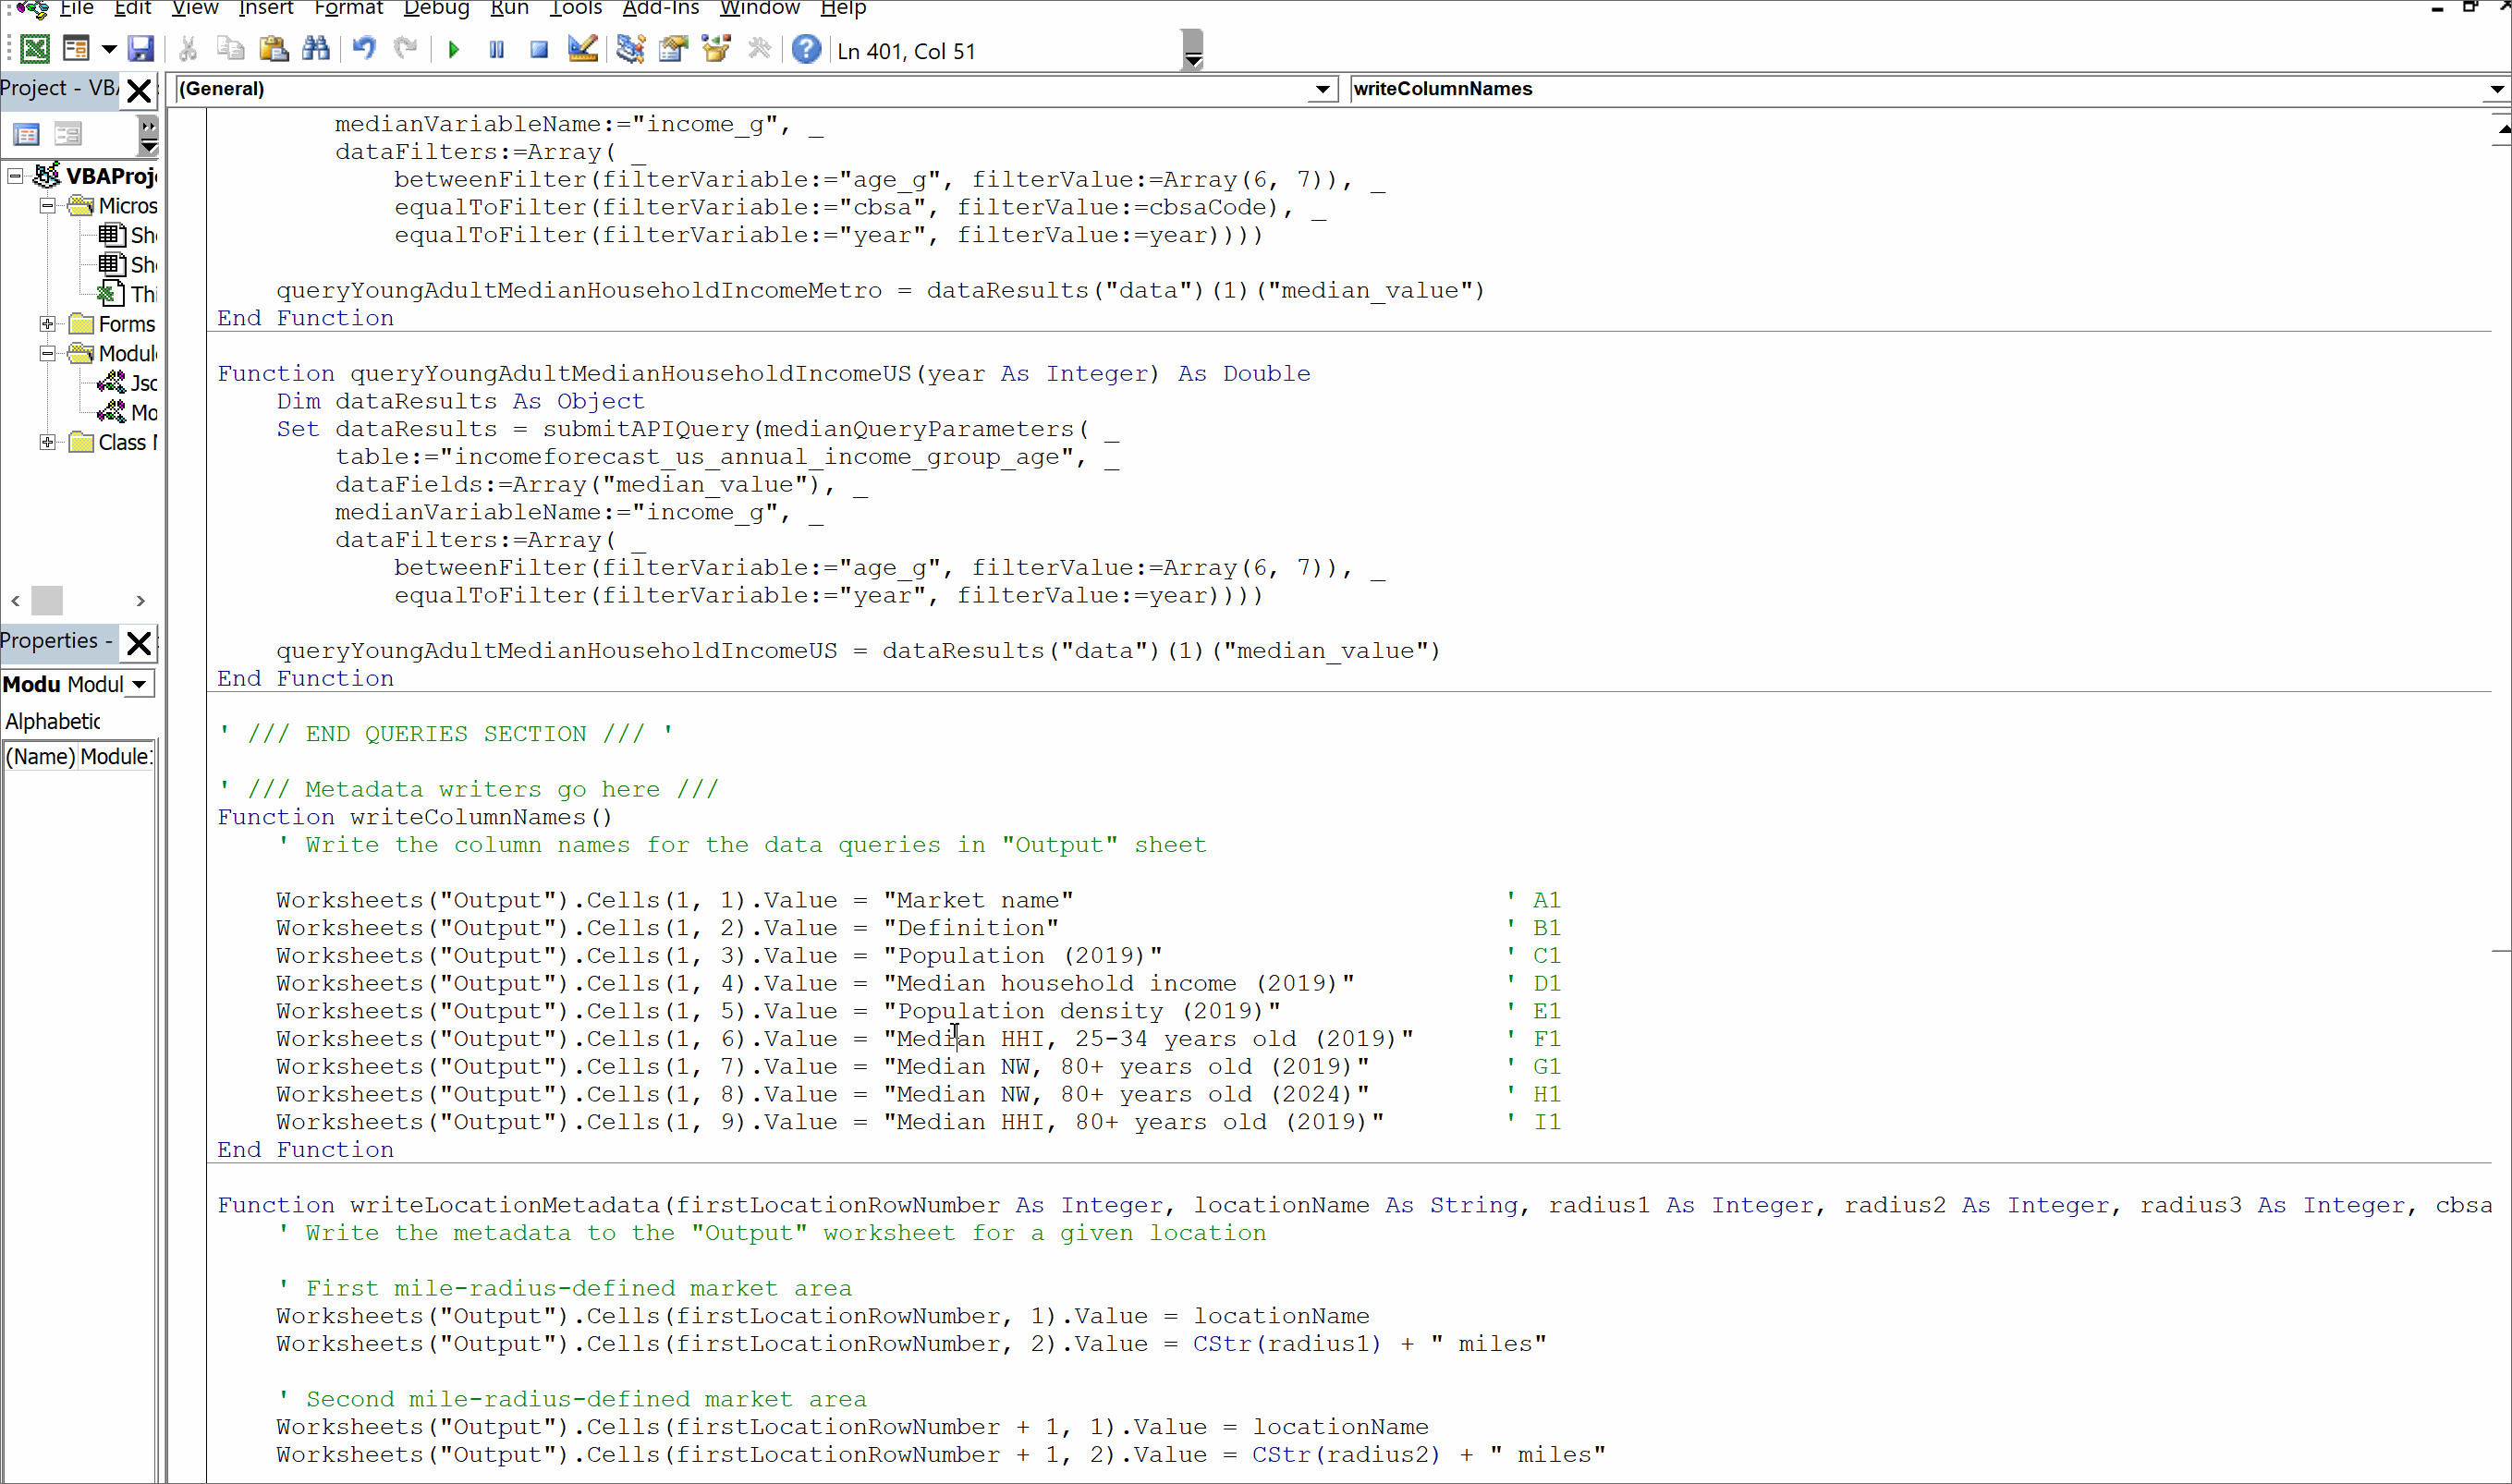 File Edit View Insert Format Debug Run Tools Add-Ins Window Help
Ln 401, Col 51
Project - VBA
(General)
writeColumnNames
VBAProj
Micros
She
She
Thi
Forms
Modul
Jsc
Mo
Class M
Properties -
Modu Modul
Alphabetic
(Name) Module:
medianVariableName:="income_g", _
dataFilters:=Array( _
betweenFilter(filterVariable:="age_g", filterValue:=Array(6, 7)), _
equalToFilter(filterVariable:="cbsa", filterValue:=cbsaCode), _
equalToFilter(filterVariable:="year", filterValue:=year))))
queryYoungAdultMedianHouseholdIncomeMetro = dataResults("data")(1)("median_value")
End Function
Function queryYoungAdultMedianHouseholdIncomeUS(year As Integer) As Double
Dim dataResults As Object
Set dataResults = submitAPIQuery(medianQueryParameters( _
table:="incomeforecast_us_annual_income_group_age", _
dataFields:=Array("median_value"), _
medianVariableName:="income_g", _
dataFilters:=Array( _
betweenFilter(filterVariable:="age_g", filterValue:=Array(6, 7)), _
equalToFilter(filterVariable:="year", filterValue:=year))))
queryYoungAdultMedianHouseholdIncomeUS = dataResults("data")(1)("median_value")
End Function
' /// END QUERIES SECTION /// '
' /// Metadata writers go here ///
Function writeColumnNames()
' Write the column names for the data queries in "Output" sheet
Worksheets("Output").Cells(1, 1).Value = "Market name" ' A1
Worksheets("Output").Cells(1, 2).Value = "Definition" ' B1
Worksheets("Output").Cells(1, 3).Value = "Population (2019)" ' C1
Worksheets("Output").Cells(1, 4).Value = "Median household income (2019)" ' D1
Worksheets("Output").Cells(1, 5).Value = "Population density (2019)" ' E1
Worksheets("Output").Cells(1, 6).Value = "Median HHI, 25-34 years old (2019)" ' F1
Worksheets("Output").Cells(1, 7).Value = "Median NW, 80+ years old (2019)" ' G1
Worksheets("Output").Cells(1, 8).Value = "Median NW, 80+ years old (2024)" ' H1
Worksheets("Output").Cells(1, 9).Value = "Median HHI, 80+ years old (2019)" ' I1
End Function
Function writeLocationMetadata(firstLocationRowNumber As Integer, locationName As String, radius1 As Integer, radius2 As Integer, radius3 As Integer, cbsa
' Write the metadata to the "Output" worksheet for a given location
' First mile-radius-defined market area
Worksheets("Output").Cells(firstLocationRowNumber, 1).Value = locationName
Worksheets("Output").Cells(firstLocationRowNumber, 2).Value = CStr(radius1) + " miles"
' Second mile-radius-defined market area
Worksheets("Output").Cells(firstLocationRowNumber + 1, 1).Value = locationName
Worksheets("Output").Cells(firstLocationRowNumber + 1, 2).Value = CStr(radius2) + " miles"